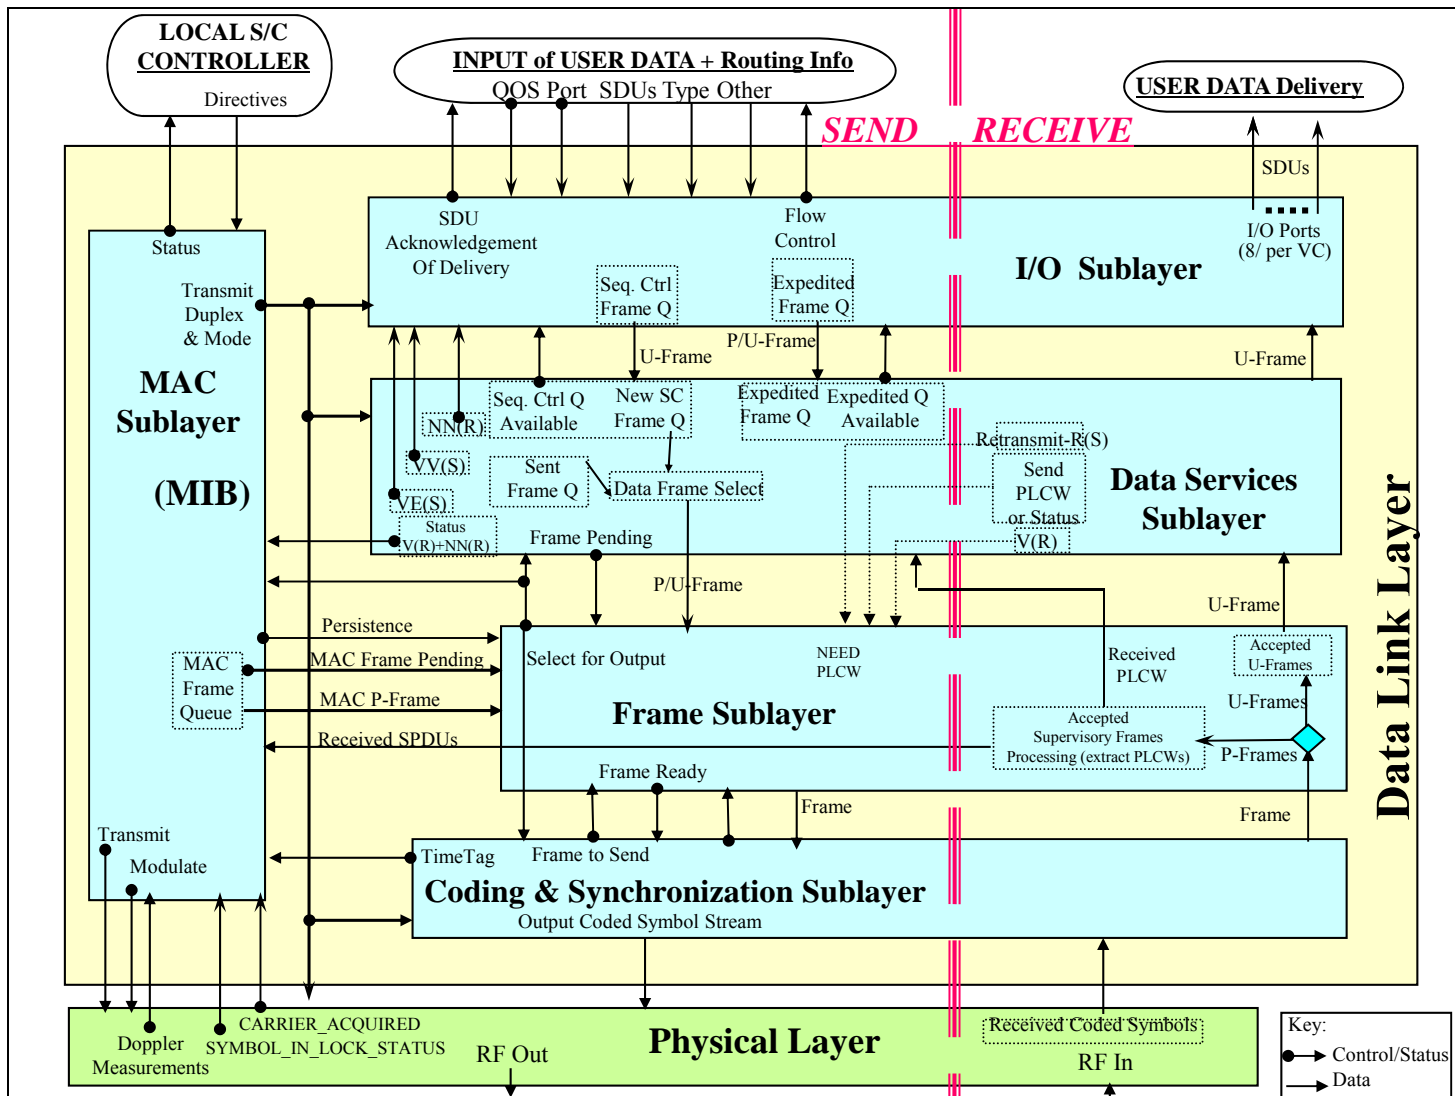 LOCAL S/C
CONTROLLER
Directives
INPUT of USER DATA + Routing Info
QOS Port SDUs Type Other
USER DATA Delivery
SEND
RECEIVE
SDUs
Status
SDU
Acknowledgement
Of Delivery
Flow
Control
I/O Ports
(8/ per VC)
I/O Sublayer
Seq. Ctrl
Frame Q
Expedited
Frame Q
Transmit
Duplex
& Mode
U-Frame
P/U-Frame
U-Frame
MAC
Sublayer
(MIB)
NN(R)
Seq. Ctrl Q
Available
New SC
Frame Q
Expedited
Frame Q
Expedited Q
Available
Retransmit-R(S)
VV(S)
Sent
Frame Q
Data Frame Select
Send
PLCW
or Status
Data Services
Sublayer
VE(S)
Status
V(R)+NN(R)
Frame Pending
V(R)
P/U-Frame
U-Frame
Persistence
Select for Output
NEED
PLCW
Received
PLCW
Accepted
U-Frames
MAC
Frame
Queue
MAC Frame Pending
MAC P-Frame
U-Frames
Frame Sublayer
Accepted
Supervisory Frames
Processing (extract PLCWs)
P-Frames
Received SPDUs
Frame Ready
Frame
Frame
Data Link Layer
Transmit
Modulate
TimeTag
Frame to Send
Coding & Synchronization Sublayer
Output Coded Symbol Stream
CARRIER_ACQUIRED
SYMBOL_IN_LOCK_STATUS
Doppler
Measurements
Physical Layer
RF Out
Received Coded Symbols
RF In
Key:
Control/Status
Data